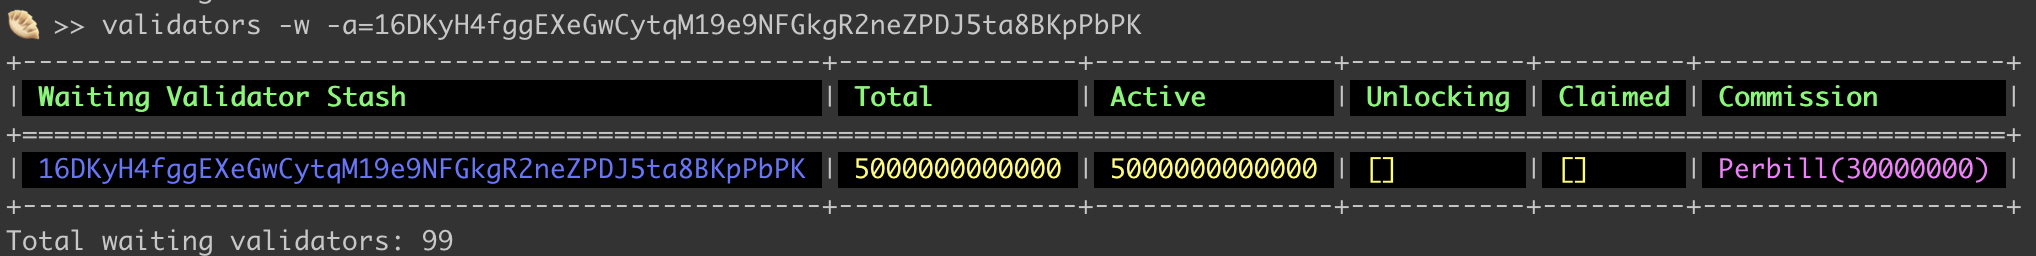 🥟 >> validators -w -a=16DKyH4fggEXeGwCytqM19e9NFGkgR2neZPDJ5ta8BKpPbPK
+--------------------------------------------------+---------------+---------------+-----------+---------+-------------------+
| Waiting Validator Stash | Total | Active | Unlocking | Claimed | Commission |
+============================================================================================================================+
| 16DKyH4fggEXeGwCytqM19e9NFGkgR2neZPDJ5ta8BKpPbPK | 5000000000000 | 5000000000000 | [] | [] | Perbill(30000000) |
+--------------------------------------------------+---------------+---------------+-----------+---------+-------------------+
Total waiting validators: 99